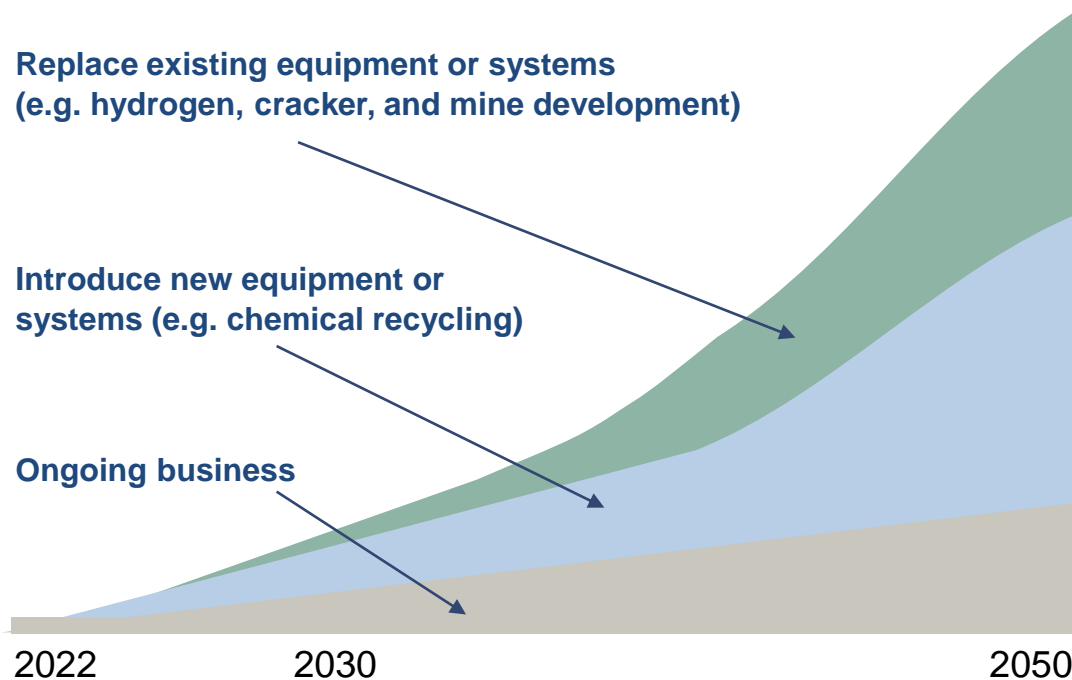 Replace existing equipment or systems
(e.g. hydrogen, cracker, and mine development)
Introduce new equipment or
systems (e.g. chemical recycling)
Ongoing business
2022 2030 2050